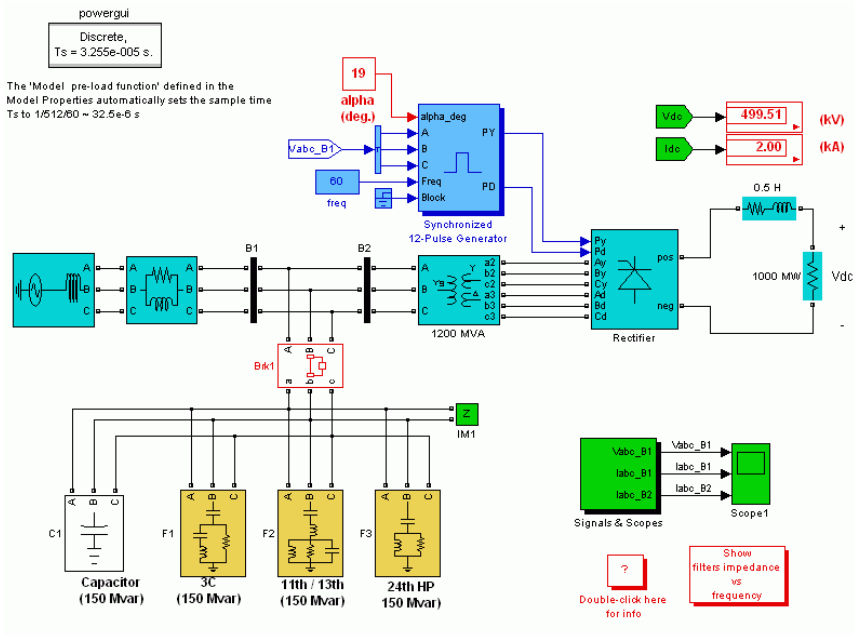 powergui
Discrete,
Ts = 3.255e-005 s.
The 'Model pre-load function' defined in the
Model Properties automatically sets the sample time
Ts to 1/512/60 ~ 32.5e-6 s
19
alpha
(deg.)
Vabc_B1
60
freq
alpha_deg
A
B
C
Freq
Block
PY
PD
Synchronized
12-Pulse Generator
Vdc
499.51
(kV)
Idc
2.00
(kA)
0.5 H
+
1000 MW
Vdc
-
A
B
C
A
B
C
A
B
C
B1
A
B
C
B2
A
B
C
A
B
C
Yg
Y
Δ
a2
b2
c2
a3
b3
c3
1200 MVA
Py
Pd
Ay
By
Cy
Ad
Bd
Cd
pos
neg
Rectifier
A
B
C
Brk1
a
b
c
Z
IM1
A
B
C
C1
Capacitor
(150 Mvar)
A
B
C
F1
3C
(150 Mvar)
A
B
C
F2
11th / 13th
(150 Mvar)
A
B
C
F3
24th HP
150 Mvar)
Vabc_B1
Iabc_B1
Iabc_B2
Vabc_B1
Iabc_B1
Iabc_B2
Signals & Scopes
Scope1
?
Double-click here
for info
Show
filters impedance
vs
frequency